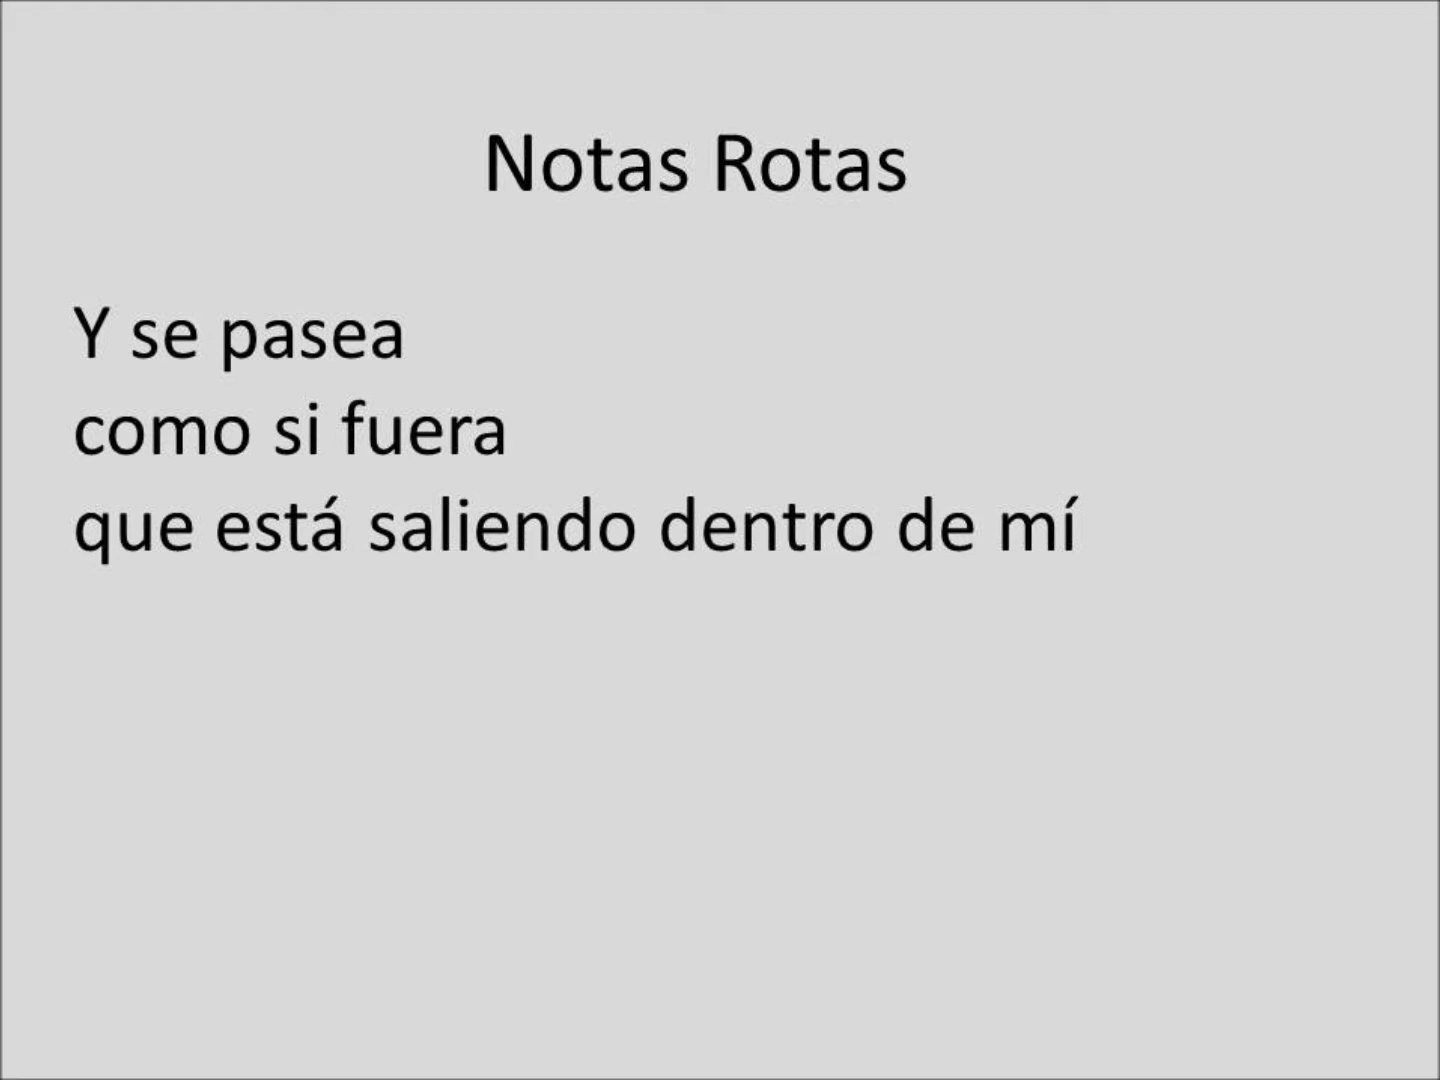 Notas Rotas
Y se pasea
como si fuera
que está saliendo dentro de mí